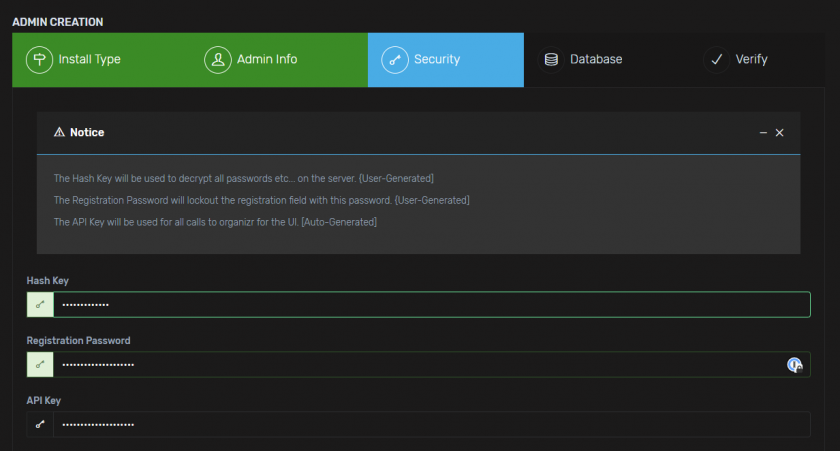 ADMIN CREATION
Install Type Admin Info Security Database Verify
Notice
The Hash Key will be used to decrypt all passwords etc... on the server. {User-Generated]
The Registration Password will lockout the registration field with this password. {User-Generated]
The API Key will be used for all calls to organizr for the UI. [Auto-Generated]
Hash Key
•••••••••••••
Registration Password
••••••••••••••••••••
API Key
••••••••••••••••••••